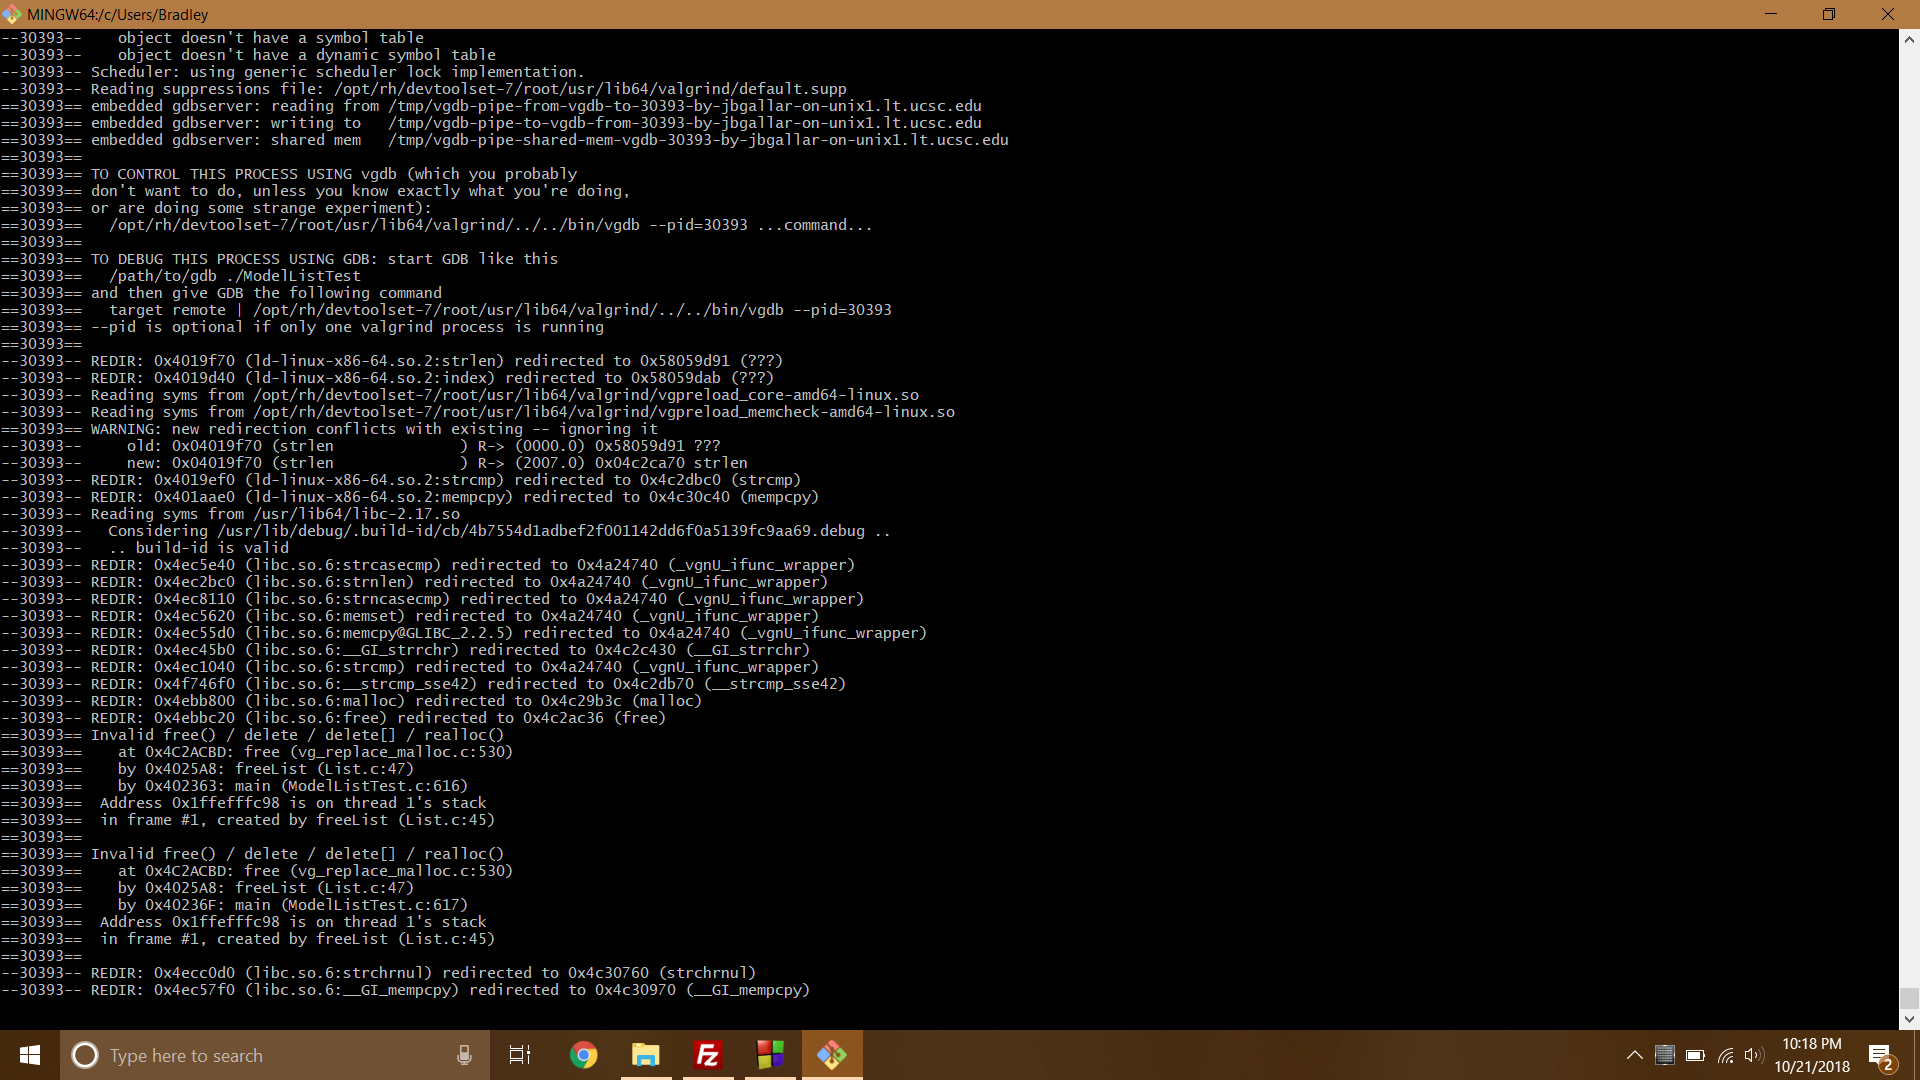 MINGW64:/c/Users/Bradley
--30393--    object doesn't have a symbol table
--30393--    object doesn't have a dynamic symbol table
--30393-- Scheduler: using generic scheduler lock implementation.
--30393-- Reading suppressions file: /opt/rh/devtoolset-7/root/usr/lib64/valgrind/default.supp
==30393== embedded gdbserver: reading from /tmp/vgdb-pipe-from-vgdb-to-30393-by-jbgallar-on-unix1.lt.ucsc.edu
==30393== embedded gdbserver: writing to   /tmp/vgdb-pipe-to-vgdb-from-30393-by-jbgallar-on-unix1.lt.ucsc.edu
==30393== embedded gdbserver: shared mem   /tmp/vgdb-pipe-shared-mem-vgdb-30393-by-jbgallar-on-unix1.lt.ucsc.edu
==30393==
==30393== TO CONTROL THIS PROCESS USING vgdb (which you probably
==30393== don't want to do, unless you know exactly what you're doing,
==30393== or are doing some strange experiment):
==30393==   /opt/rh/devtoolset-7/root/usr/lib64/valgrind/../../bin/vgdb --pid=30393 ...command...
==30393==
==30393== TO DEBUG THIS PROCESS USING GDB: start GDB like this
==30393==   /path/to/gdb ./ModelListTest
==30393== and then give GDB the following command
==30393==   target remote | /opt/rh/devtoolset-7/root/usr/lib64/valgrind/../../bin/vgdb --pid=30393
==30393== --pid is optional if only one valgrind process is running
==30393==
--30393-- REDIR: 0x4019f70 (ld-linux-x86-64.so.2:strlen) redirected to 0x58059d91 (???)
--30393-- REDIR: 0x4019d40 (ld-linux-x86-64.so.2:index) redirected to 0x58059dab (???)
--30393-- Reading syms from /opt/rh/devtoolset-7/root/usr/lib64/valgrind/vgpreload_core-amd64-linux.so
--30393-- Reading syms from /opt/rh/devtoolset-7/root/usr/lib64/valgrind/vgpreload_memcheck-amd64-linux.so
==30393== WARNING: new redirection conflicts with existing -- ignoring it
--30393--     old: 0x04019f70 (strlen              ) R-> (0000.0) 0x58059d91 ???
--30393--     new: 0x04019f70 (strlen              ) R-> (2007.0) 0x04c2ca70 strlen
--30393-- REDIR: 0x4019ef0 (ld-linux-x86-64.so.2:strcmp) redirected to 0x4c2dbc0 (strcmp)
--30393-- REDIR: 0x401aae0 (ld-linux-x86-64.so.2:mempcpy) redirected to 0x4c30c40 (mempcpy)
--30393-- Reading syms from /usr/lib64/libc-2.17.so
--30393--   Considering /usr/lib/debug/.build-id/cb/4b7554d1adbef2f001142dd6f0a5139fc9aa69.debug ..
--30393--   .. build-id is valid
--30393-- REDIR: 0x4ec5e40 (libc.so.6:strcasecmp) redirected to 0x4a24740 (_vgnU_ifunc_wrapper)
--30393-- REDIR: 0x4ec2bc0 (libc.so.6:strnlen) redirected to 0x4a24740 (_vgnU_ifunc_wrapper)
--30393-- REDIR: 0x4ec8110 (libc.so.6:strncasecmp) redirected to 0x4a24740 (_vgnU_ifunc_wrapper)
--30393-- REDIR: 0x4ec5620 (libc.so.6:memset) redirected to 0x4a24740 (_vgnU_ifunc_wrapper)
--30393-- REDIR: 0x4ec55d0 (libc.so.6:memcpy@GLIBC_2.2.5) redirected to 0x4a24740 (_vgnU_ifunc_wrapper)
--30393-- REDIR: 0x4ec45b0 (libc.so.6:__GI_strrchr) redirected to 0x4c2c430 (__GI_strrchr)
--30393-- REDIR: 0x4ec1040 (libc.so.6:strcmp) redirected to 0x4a24740 (_vgnU_ifunc_wrapper)
--30393-- REDIR: 0x4f746f0 (libc.so.6:__strcmp_sse42) redirected to 0x4c2db70 (__strcmp_sse42)
--30393-- REDIR: 0x4ebb800 (libc.so.6:malloc) redirected to 0x4c29b3c (malloc)
--30393-- REDIR: 0x4ebbc20 (libc.so.6:free) redirected to 0x4c2ac36 (free)
==30393== Invalid free() / delete / delete[] / realloc()
==30393==    at 0x4C2ACBD: free (vg_replace_malloc.c:530)
==30393==    by 0x4025A8: freeList (List.c:47)
==30393==    by 0x402363: main (ModelListTest.c:616)
==30393==  Address 0x1ffefffc98 is on thread 1's stack
==30393==  in frame #1, created by freeList (List.c:45)
==30393==
==30393== Invalid free() / delete / delete[] / realloc()
==30393==    at 0x4C2ACBD: free (vg_replace_malloc.c:530)
==30393==    by 0x4025A8: freeList (List.c:47)
==30393==    by 0x40236F: main (ModelListTest.c:617)
==30393==  Address 0x1ffefffc98 is on thread 1's stack
==30393==  in frame #1, created by freeList (List.c:45)
==30393==
--30393-- REDIR: 0x4ecc0d0 (libc.so.6:strchrnul) redirected to 0x4c30760 (strchrnul)
--30393-- REDIR: 0x4ec57f0 (libc.so.6:__GI_mempcpy) redirected to 0x4c30970 (__GI_mempcpy)
Type here to search
Fz
10:18 PM
10/21/2018
2